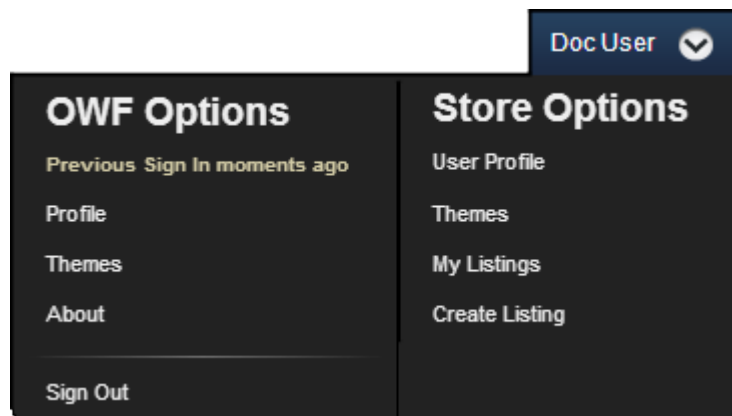 Doc User
OWF Options
Previous Sign In moments ago
Profile
Themes
About
Sign Out
Store Options
User Profile
Themes
My Listings
Create Listing